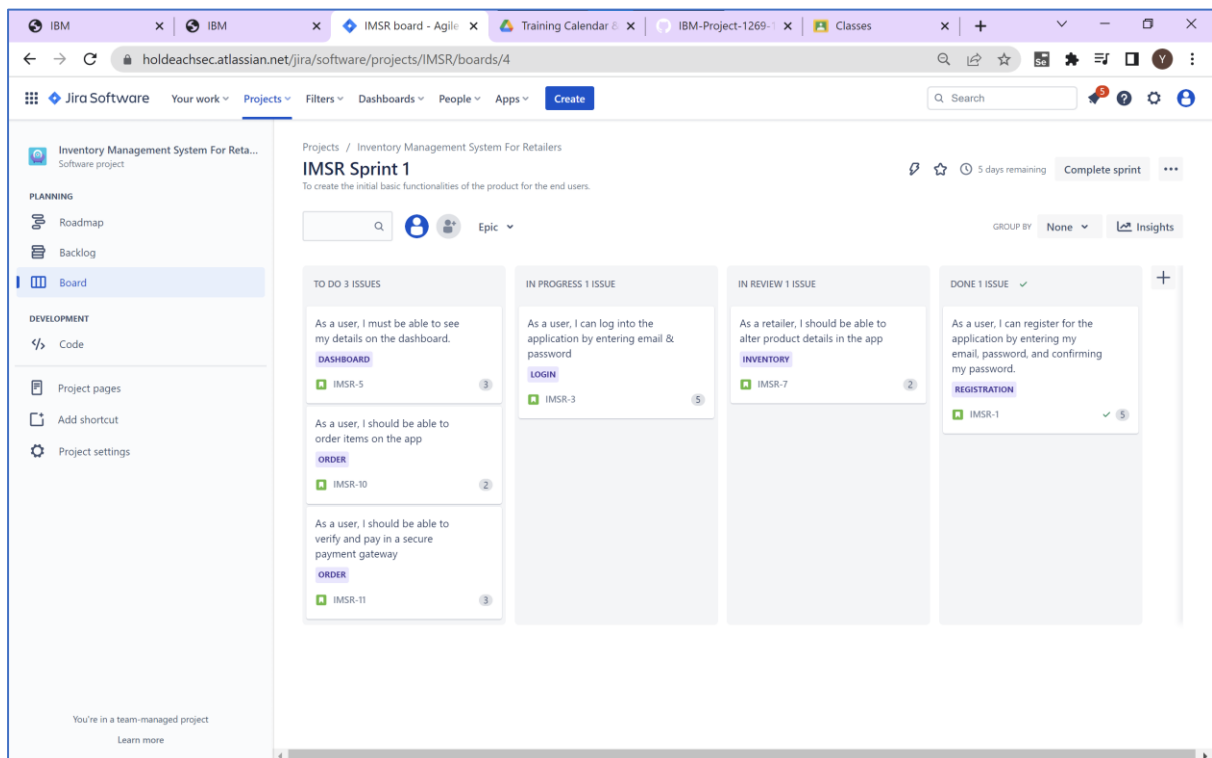 IBM
IBM
IMSR board - Agile
Training Calendar &
IBM-Project-1269-1
Classes
holdeachsec.atlassian.net/jira/software/projects/IMSR/boards/4
Se
Y
Jira Software
Your work
Projects
Filters
Dashboards
People
Apps
Create
Search
5
Inventory Management System For Reta...
Software project
PLANNING
Roadmap
Backlog
Board
DEVELOPMENT
Code
Project pages
Add shortcut
Project settings
You're in a team-managed project
Learn more
Projects / Inventory Management System For Retailers
IMSR Sprint 1
To create the initial basic functionalities of the product for the end users.
5 days remaining
Complete sprint
Epic
GROUP BY
None
Insights
TO DO 3 ISSUES
As a user, I must be able to see
my details on the dashboard.
DASHBOARD
IMSR-5
3
As a user, I should be able to
order items on the app
ORDER
IMSR-10
2
As a user, I should be able to
verify and pay in a secure
payment gateway
ORDER
IMSR-11
3
IN PROGRESS 1 ISSUE
As a user, I can log into the
application by entering email &
password
LOGIN
IMSR-3
5
IN REVIEW 1 ISSUE
As a retailer, I should be able to
alter product details in the app
INVENTORY
IMSR-7
2
DONE 1 ISSUE
As a user, I can register for the
application by entering my
email, password, and confirming
my password.
REGISTRATION
IMSR-1
5